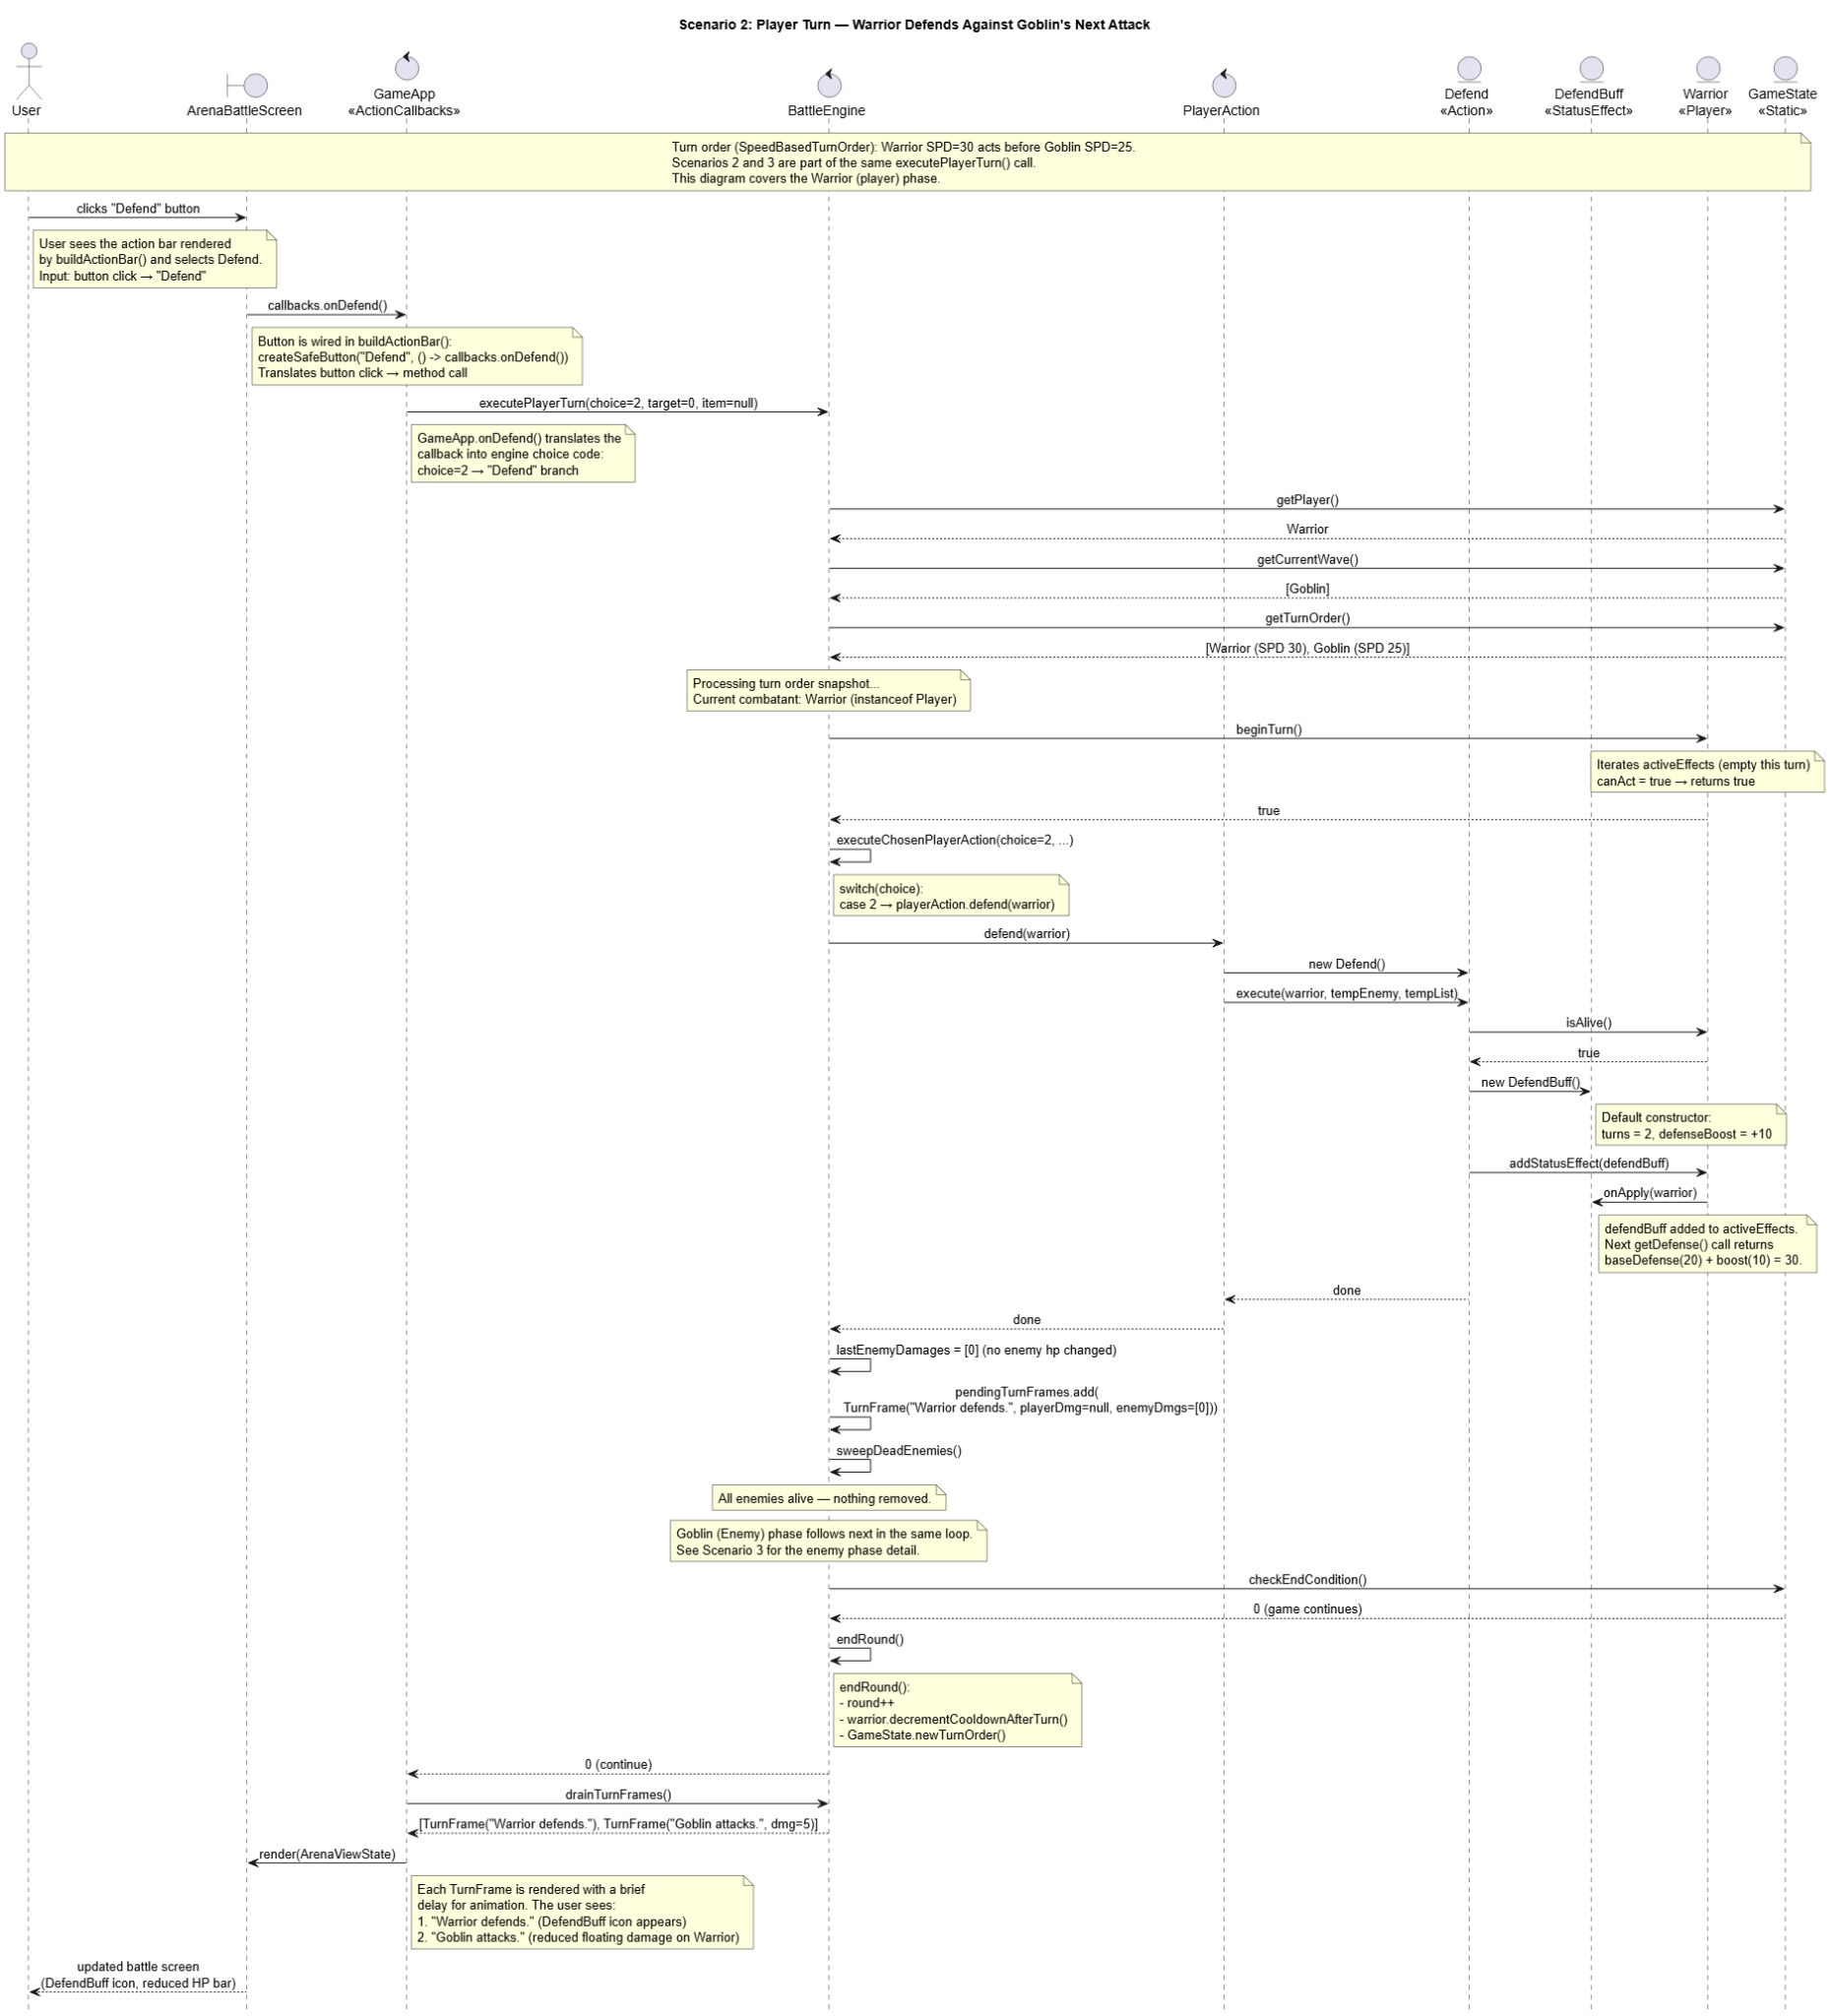 Scenario 2: Player Turn — Warrior Defends Against Goblin's Next Attack
User
ArenaBattleScreen
GameApp
«ActionCallbacks»
BattleEngine
PlayerAction
Defend
«Action»
DefendBuff
«StatusEffect»
Warrior
«Player»
GameState
«Static»
Turn order (SpeedBasedTurnOrder): Warrior SPD=30 acts before Goblin SPD=25.
Scenarios 2 and 3 are part of the same executePlayerTurn() call.
This diagram covers the Warrior (player) phase.
clicks "Defend" button
User sees the action bar rendered
by buildActionBar() and selects Defend.
Input: button click → "Defend"
callbacks.onDefend()
Button is wired in buildActionBar():
createSafeButton("Defend", () -> callbacks.onDefend())
Translates button click → method call
executePlayerTurn(choice=2, target=0, item=null)
GameApp.onDefend() translates the
callback into engine choice code:
choice=2 → "Defend" branch
getPlayer()
Warrior
getCurrentWave()
[Goblin]
getTurnOrder()
[Warrior (SPD 30), Goblin (SPD 25)]
Processing turn order snapshot...
Current combatant: Warrior (instanceof Player)
beginTurn()
Iterates activeEffects (empty this turn)
canAct = true → returns true
true
executeChosenPlayerAction(choice=2, ...)
switch(choice):
case 2 → playerAction.defend(warrior)
defend(warrior)
new Defend()
execute(warrior, tempEnemy, tempList)
isAlive()
true
new DefendBuff()
Default constructor:
turns = 2, defenseBoost = +10
addStatusEffect(defendBuff)
onApply(warrior)
defendBuff added to activeEffects.
Next getDefense() call returns
baseDefense(20) + boost(10) = 30.
done
done
lastEnemyDamages = [0] (no enemy hp changed)
pendingTurnFrames.add(
TurnFrame("Warrior defends.", playerDmg=null, enemyDmgs=[0]))
sweepDeadEnemies()
All enemies alive — nothing removed.
Goblin (Enemy) phase follows next in the same loop.
See Scenario 3 for the enemy phase detail.
checkEndCondition()
0 (game continues)
endRound()
endRound():
- round++
- warrior.decrementCooldownAfterTurn()
- GameState.newTurnOrder()
0 (continue)
drainTurnFrames()
[TurnFrame("Warrior defends."), TurnFrame("Goblin attacks.", dmg=5)]
render(ArenaViewState)
Each TurnFrame is rendered with a brief
delay for animation. The user sees:
1. "Warrior defends." (DefendBuff icon appears)
2. "Goblin attacks." (reduced floating damage on Warrior)
updated battle screen
(DefendBuff icon, reduced HP bar)